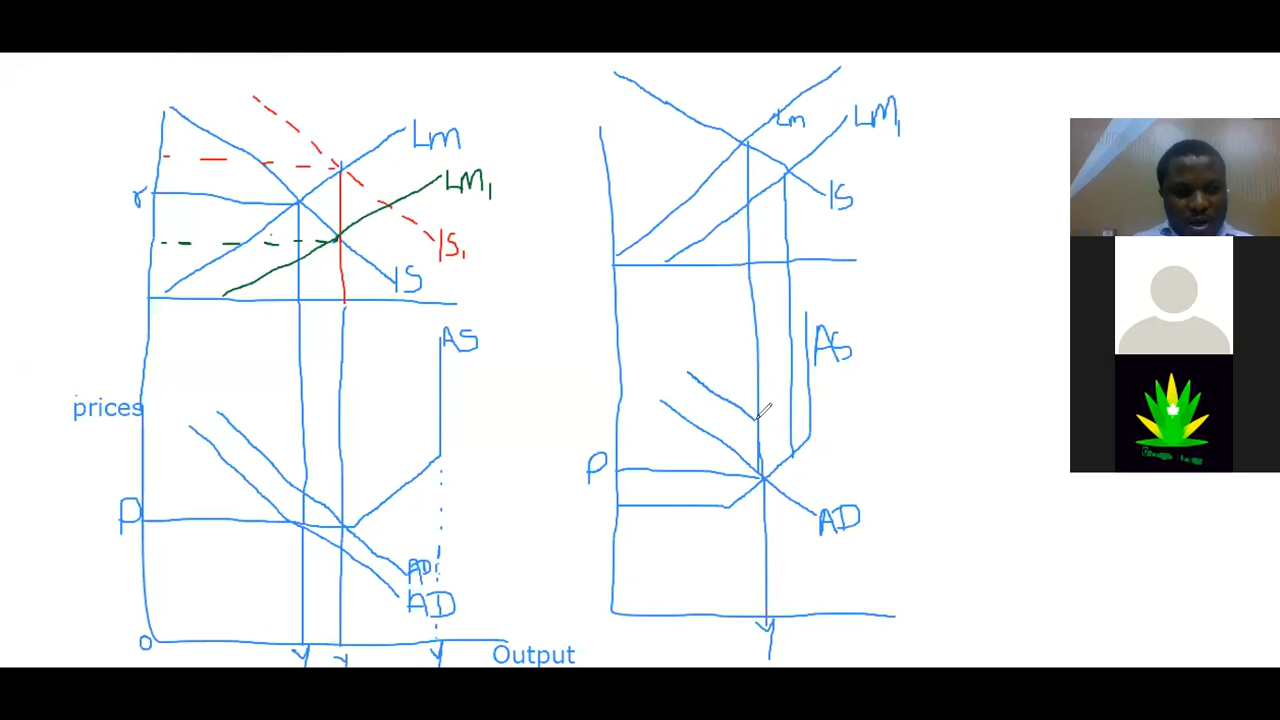 Lm
LM1
r
IS1
IS
AS
prices
P
AD1
AD
0
Y
Y
Y
Output
Lm
LM1
IS
AS
P
AD
Y